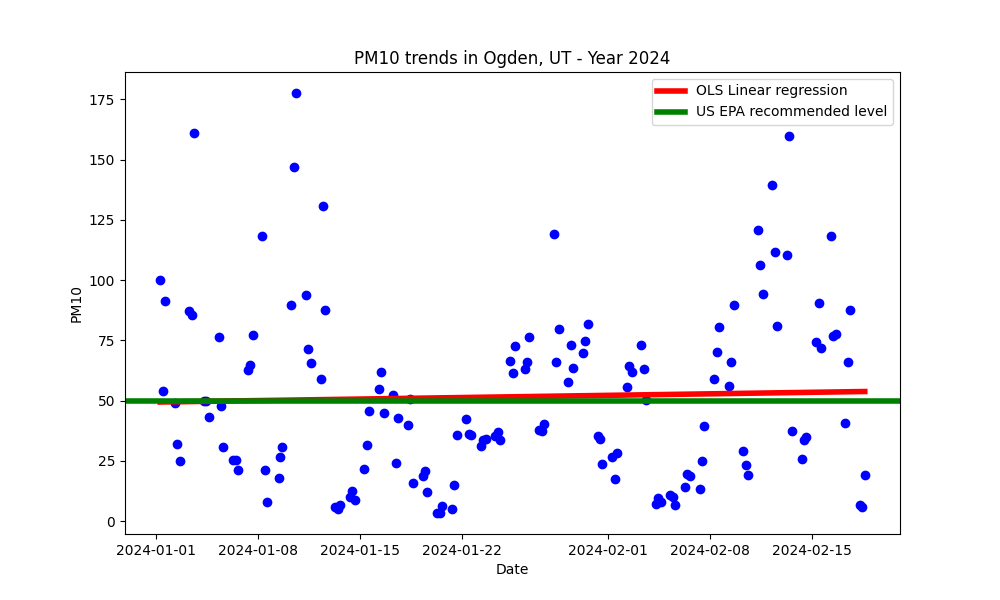 PM10 trends in Ogden, UT - Year 2024
OLS Linear regression
US EPA recommended level
175
150
125
100
75
50
25
0
PM10
2024-01-01 2024-01-08 2024-01-15 2024-01-22 2024-02-01 2024-02-08 2024-02-15
Date